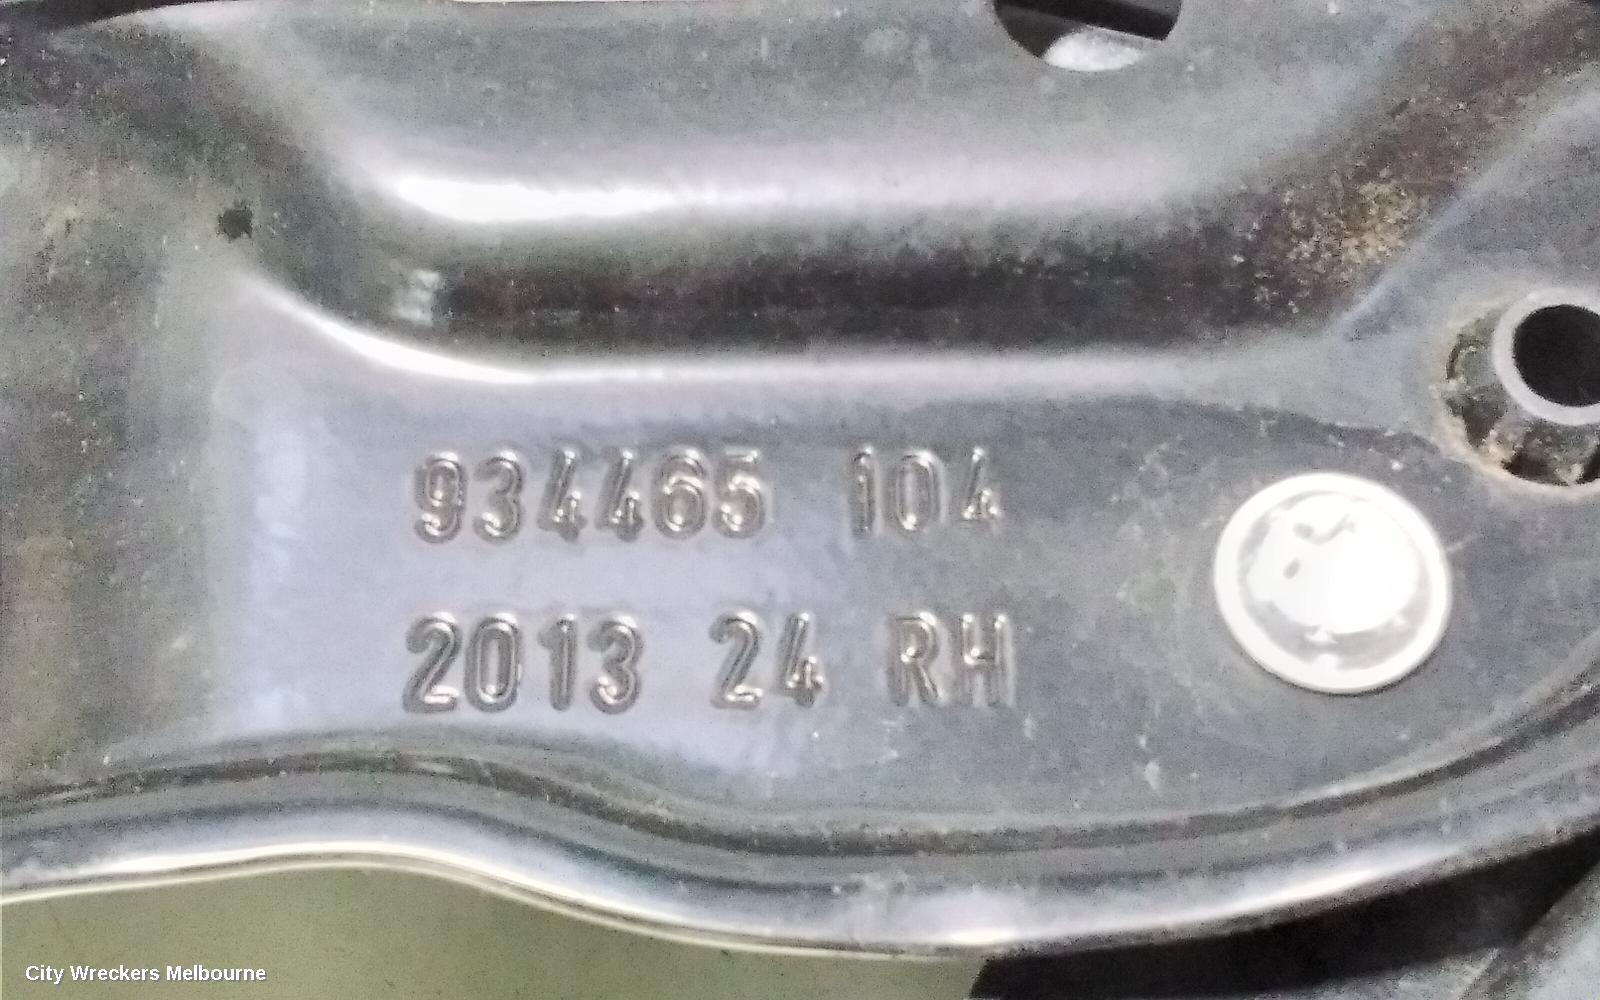 934465 104
2013 24 RH
City Wreckers Melbourne